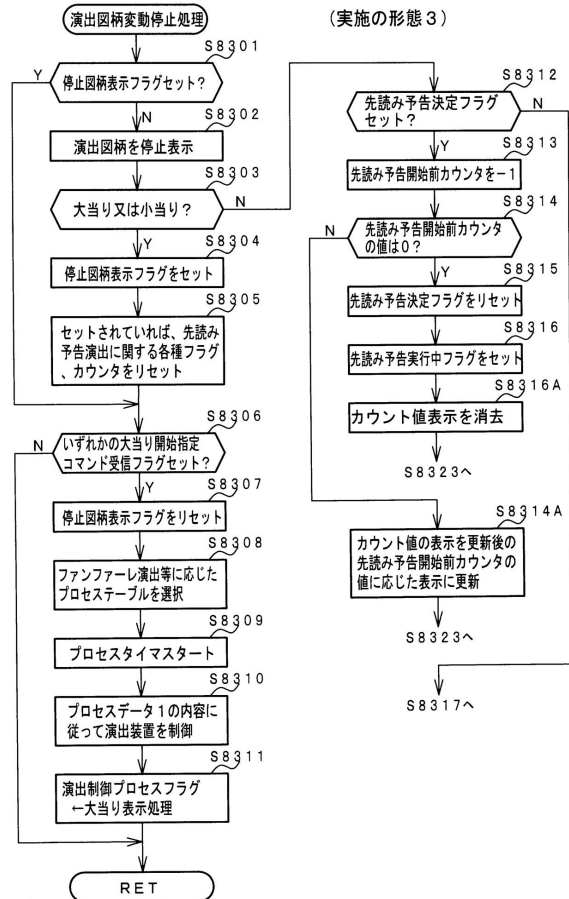 (実施の形態3)
演出図柄変動停止処理
S8301
停止図柄表示フラグセット?
Y
N
S8302
演出図柄を停止表示
S8303
大当り又は小当り?
N
Y
S8304
停止図柄表示フラグをセット
S8305
セットされていれば、先読み
予告演出に関する各種フラグ
、カウンタをリセット
S8306
いずれかの大当り開始指定
コマンド受信フラグセット?
N
Y
S8307
停止図柄表示フラグをリセット
S8308
ファンファーレ演出等に応じた
プロセステーブルを選択
S8309
プロセスタイマスタート
S8310
プロセスデータ1の内容に
従って演出装置を制御
S8311
演出制御プロセスフラグ
←大当り表示処理
RET
S8312
先読み予告決定フラグ
セット?
N
Y
S8313
先読み予告開始前カウンタを-1
S8314
先読み予告開始前カウンタ
の値は0?
N
Y
S8315
先読み予告決定フラグをリセット
S8316
先読み予告実行中フラグをセット
S8316A
カウント値表示を消去
S8323へ
S8314A
カウント値の表示を更新後の
先読み予告開始前カウンタの
値に応じた表示に更新
S8323へ
S8317へ